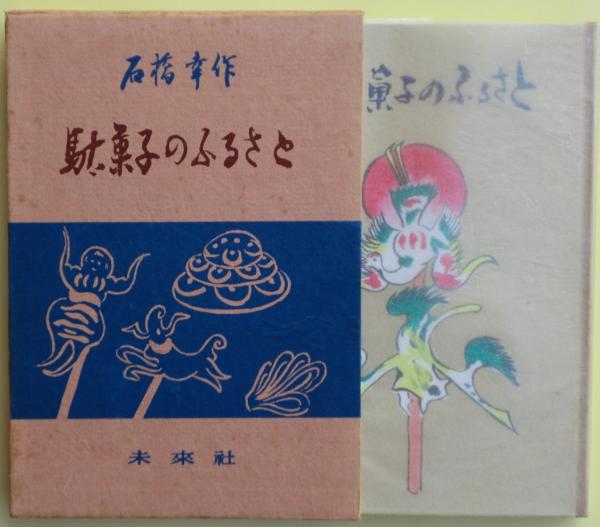 石橋幸作
駄菓子のふるさと
未來社
菓子のふるさと